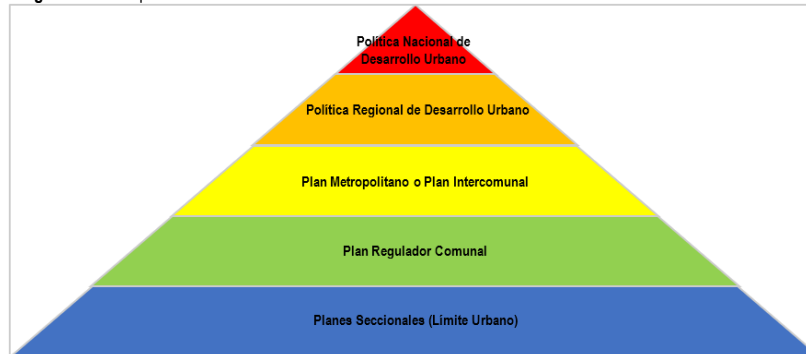 Política Nacional de
Desarrollo Urbano
Política Regional de Desarrollo Urbano
Plan Metropolitano o Plan Intercomunal
Plan Regulador Comunal
Planes Seccionales (Limite Urbano)